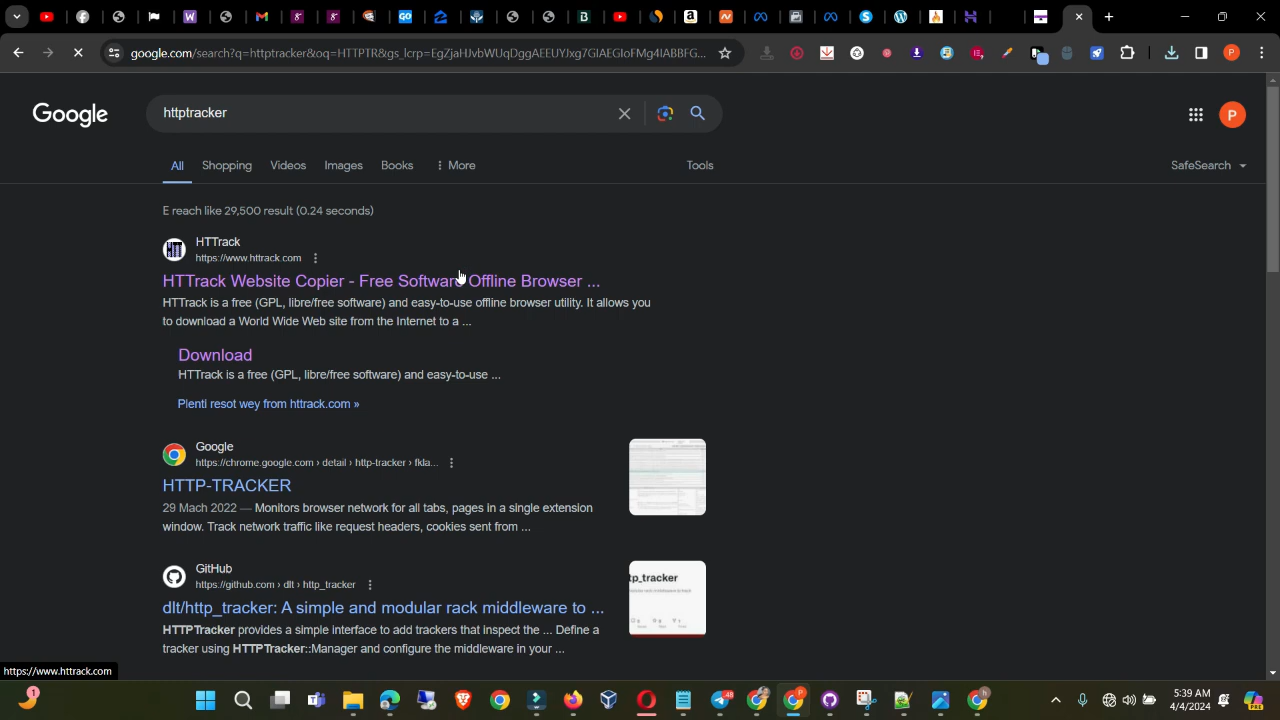 google.com/search?q=httptracker&oq=HTTPTR&gs_lcrp=EgZjaHJvbWUqDggAEEUYJxg7GIAEGIoFMg4IABBFG...
Google
httptracker
P
All Shopping Videos Images Books More Tools SafeSearch
E reach like 29,500 result (0.24 seconds)
HTTrack
https://www.httrack.com
HTTrack Website Copier - Free Software Offline Browser ...
HTTrack is a free (GPL, libre/free software) and easy-to-use offline browser utility. It allows you
to download a World Wide Web site from the Internet to a ...
Download
HTTrack is a free (GPL, libre/free software) and easy-to-use ...
Plenti resot wey from httrack.com »
Google
https://chrome.google.com › detail › http-tracker › fkda...
HTTP-TRACKER
29 Mach 2022 — Monitors browser network for all tabs, pages in a single extension
window. Track network traffic like request headers, cookies sent from ...
GitHub
https://github.com › dlt › http_tracker
tp_tracker
dlt/http_tracker: A simple and modular rack middleware to ...
HTTPTracker provides a simple interface to add trackers that inspect the ... Define a
tracker using HTTPTracker::Manager and configure the middleware in your ...
https://www.httrack.com
1
48
5:39 AM
4/4/2024